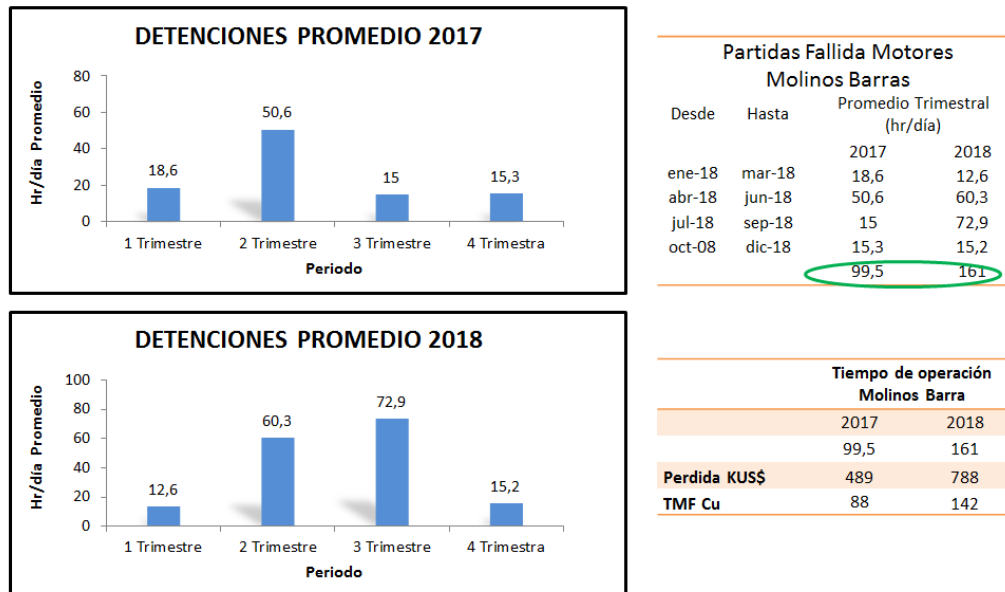 DETENCIONES PROMEDIO 2017
Hr/día Promedio
80
60
40
20
0
18,6
50,6
15
15,3
1 Trimestre 2 Trimestre 3 Trimestre 4 Trimestra
Periodo
DETENCIONES PROMEDIO 2018
Hr/día Promedio
100
80
60
40
20
0
12,6
60,3
72,9
15,2
1 Trimestre 2 Trimestre 3 Trimestre 4 Trimestra
Periodo
Partidas Fallida Motores
Molinos Barras
Desde Hasta Promedio Trimestral
(hr/día)
2017 2018
ene-18 mar-18 18,6 12,6
abr-18 jun-18 50,6 60,3
jul-18 sep-18 15 72,9
oct-08 dic-18 15,3 15,2
99,5 161
Tiempo de operación
Molinos Barra
2017 2018
99,5 161
Perdida KUS$ 489 788
TMF Cu 88 142